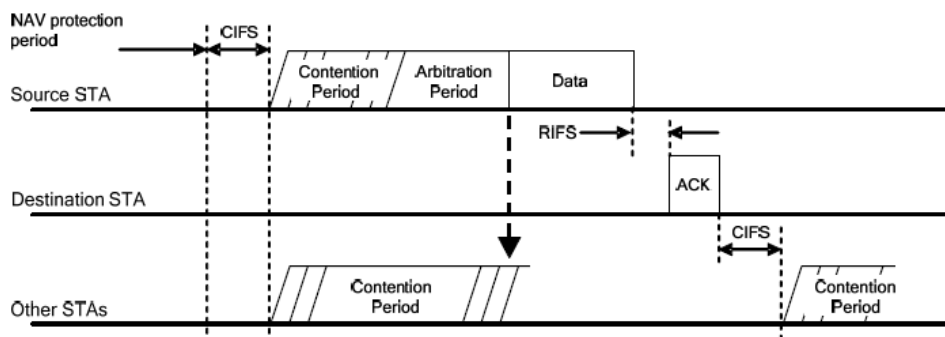 NAV protection
period
CIFS
Contention
Period
Arbitration
Period
Data
Source STA
RIFS
ACK
Destination STA
CIFS
Contention
Period
Contention
Period
Other STAs